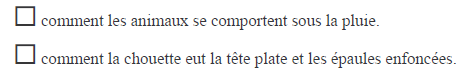 ☐ comment les animaux se comportent sous la pluie.
☐ comment la chouette eut la tête plate et les épaules enfoncées.